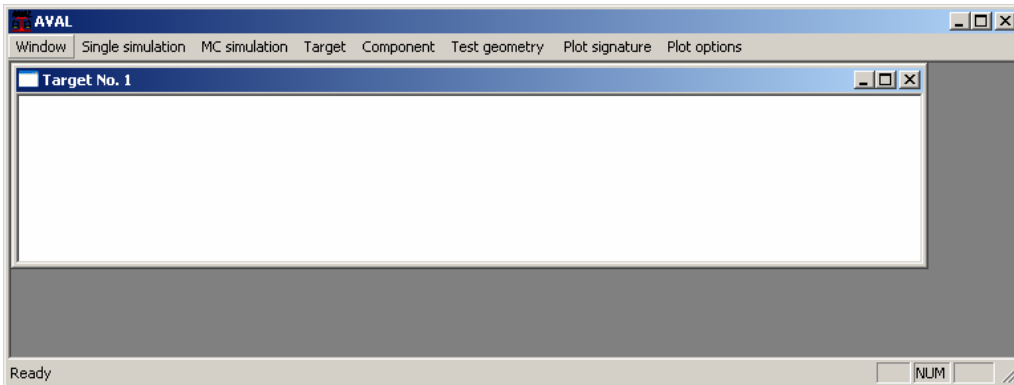 AVAL
Window Single simulation MC simulation Target Component Test geometry Plot signature Plot options
Target No. 1
Ready NUM